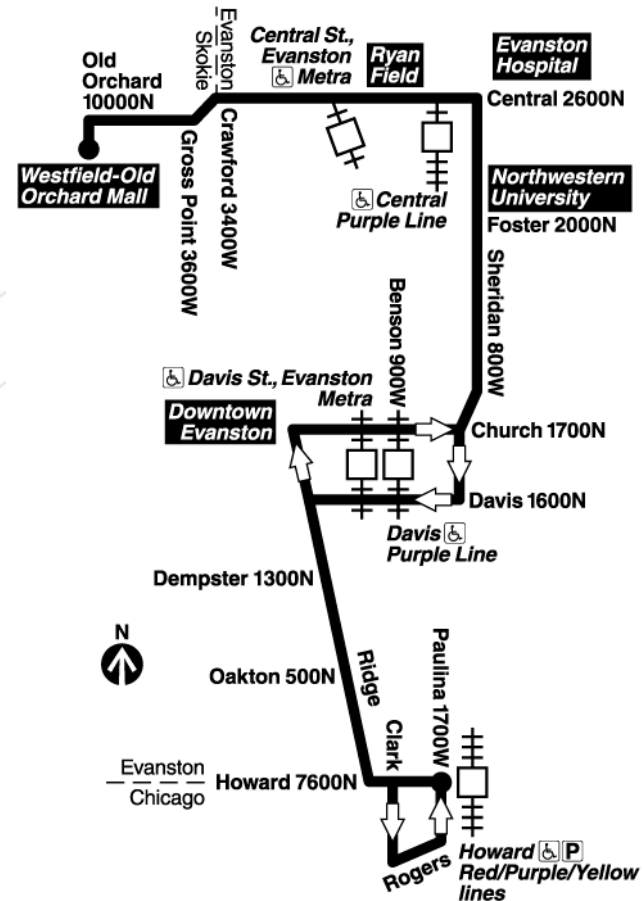 Evanston
Skokie
Old
Orchard
10000N
Central St.,
Evanston
Metra
Ryan
Field
Evanston
Hospital
Central 2600N
Westfield-Old
Orchard Mall
Gross Point 3600W
Crawford 3400W
Central
Purple Line
Northwestern
University
Foster 2000N
Sheridan 800W
Benson 900W
Davis St., Evanston
Metra
Downtown
Evanston
Church 1700N
Davis 1600N
Davis
Purple Line
Dempster 1300N
N
Oakton 500N
Ridge
Clark
Paulina 1700W
Evanston
Chicago
Howard 7600N
Rogers
Howard P
Red/Purple/Yellow
lines